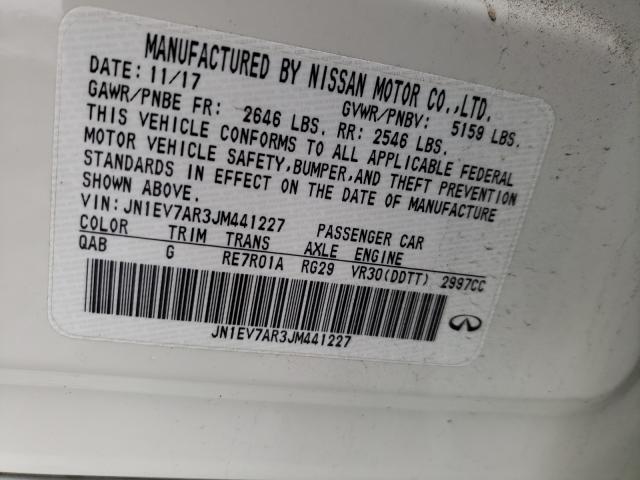 MANUFACTURED BY NISSAN MOTOR CO.,LTD.
DATE: 11/17
GAWR/PNBE FR: 2646 LBS. GVWR/PNBV: 5159 LBS.
RR: 2546 LBS.
THIS VEHICLE CONFORMS TO ALL APPLICABLE FEDERAL
MOTOR VEHICLE SAFETY,BUMPER,AND THEFT PREVENTION
STANDARDS IN EFFECT ON THE DATE OF MANUFACTURE
SHOWN ABOVE.
VIN: JN1EV7AR3JM441227 PASSENGER CAR
COLOR TRIM TRANS AXLE ENGINE
QAB G RE7R01A RG29 VR30(DDTT) 2997CC
JN1EV7AR3JM441227